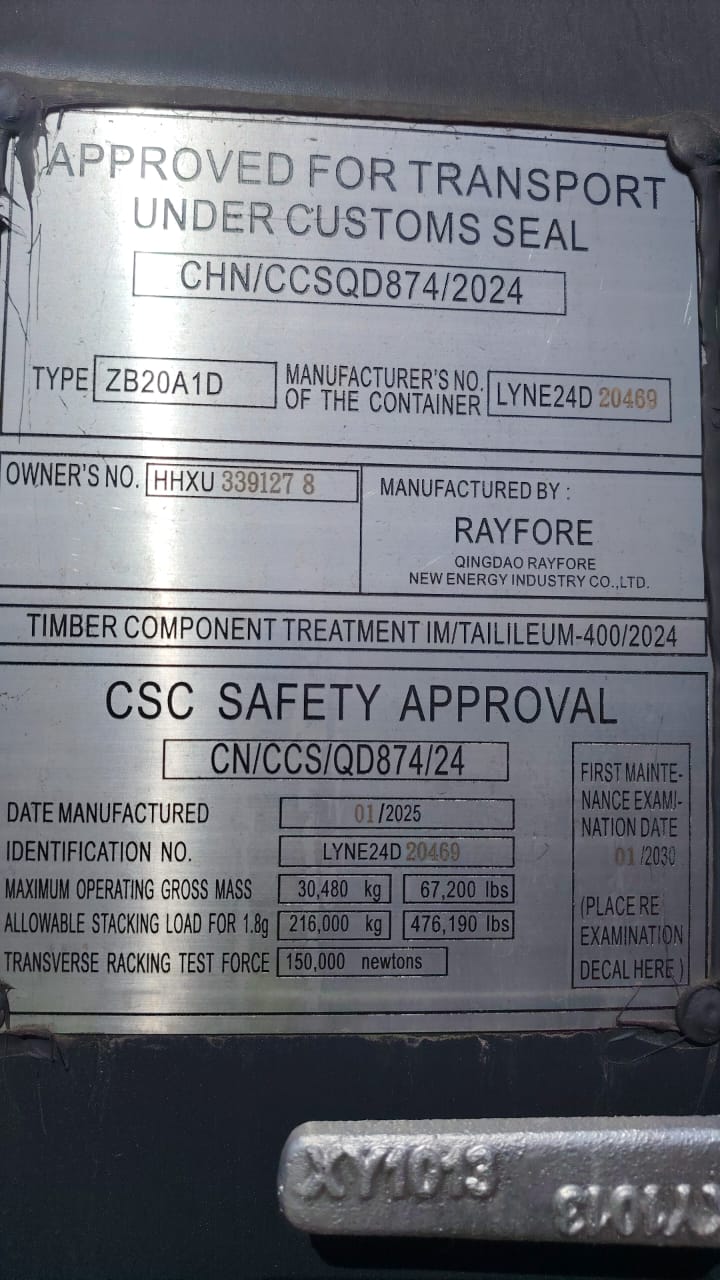 APPROVED FOR TRANSPORT
UNDER CUSTOMS SEAL
CHN/CCSQD874/2024
TYPE ZB20A1D
MANUFACTURER'S NO.
OF THE CONTAINER LYNE24D 20469
OWNER'S NO. HHXU 339127 8
MANUFACTURED BY :
RAYFORE
QINGDAO RAYFORE
NEW ENERGY INDUSTRY CO.,LTD.
TIMBER COMPONENT TREATMENT IM/TAILILEUM-400/2024
CSC SAFETY APPROVAL
CN/CCS/QD874/24
DATE MANUFACTURED 01/2025
IDENTIFICATION NO. LYNE24D 20469
MAXIMUM OPERATING GROSS MASS 30,480 kg 67,200 lbs
ALLOWABLE STACKING LOAD FOR 1.8g 216,000 kg 476,190 lbs
TRANSVERSE RACKING TEST FORCE 150,000 newtons
FIRST MAINTE-
NANCE EXAMI-
NATION DATE
01/2030
(PLACE RE
EXAMINATION
DECAL HERE )
XY1013